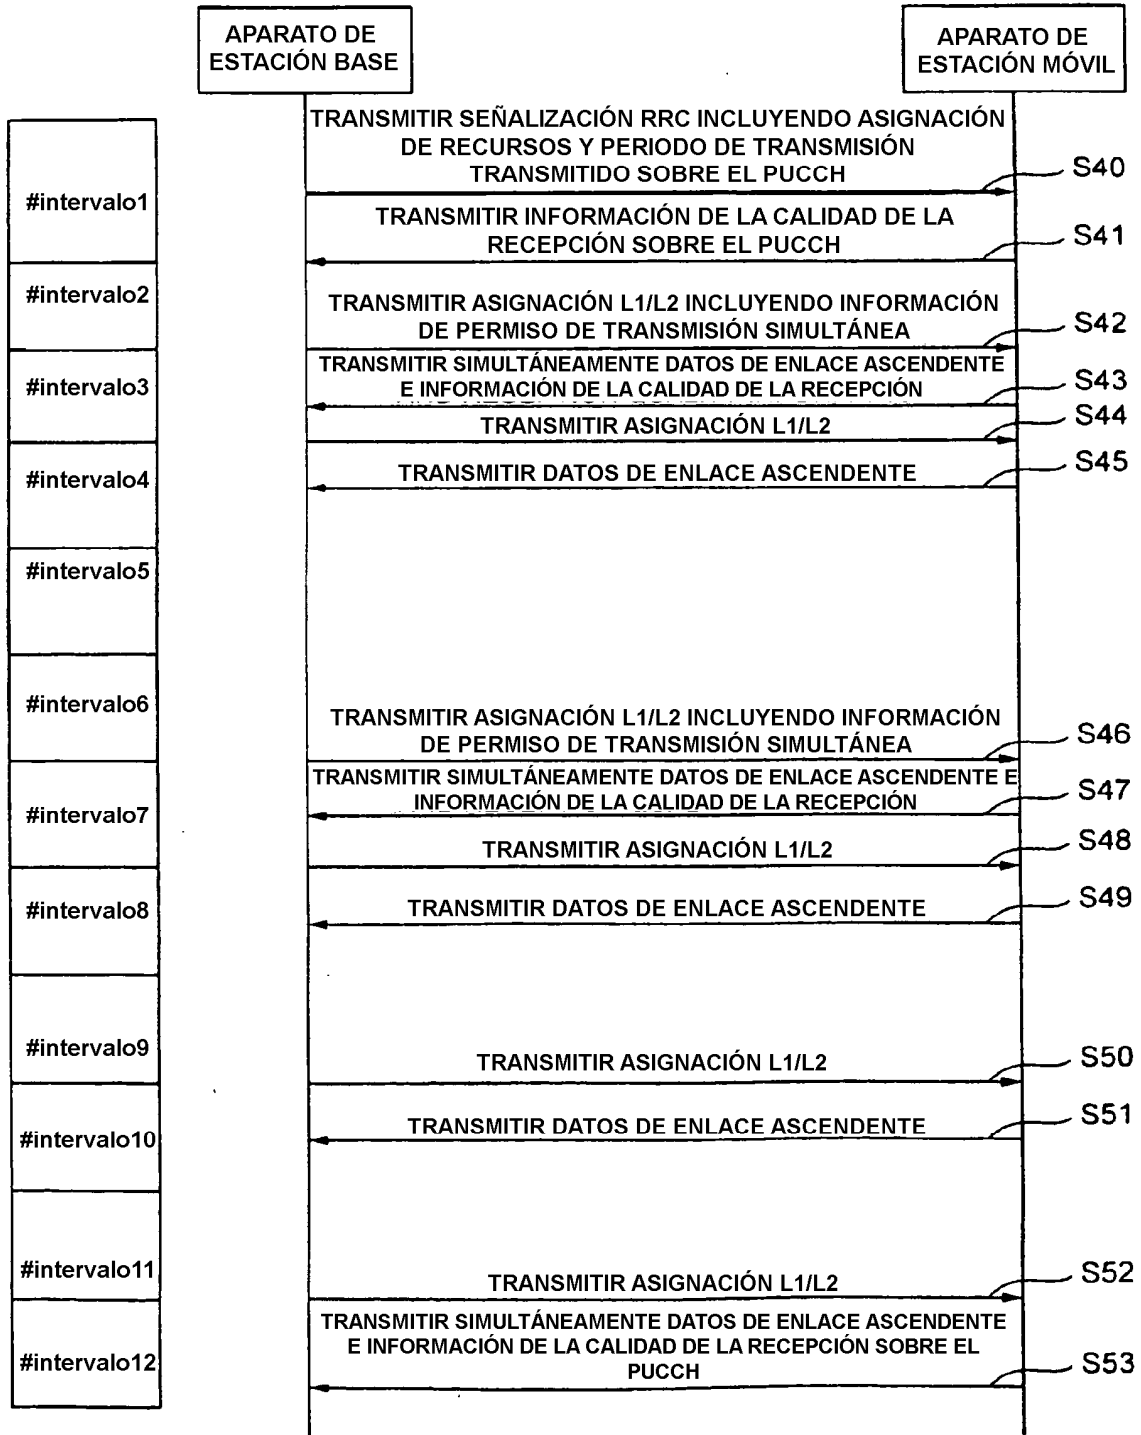 APARATO DE
ESTACIÓN BASE
APARATO DE
ESTACIÓN MÓVIL
#intervalo1
TRANSMITIR SEÑALIZACIÓN RRC INCLUYENDO ASIGNACIÓN
DE RECURSOS Y PERIODO DE TRANSMISIÓN
TRANSMITIDO SOBRE EL PUCCH
S40
TRANSMITIR INFORMACIÓN DE LA CALIDAD DE LA
RECEPCIÓN SOBRE EL PUCCH
S41
#intervalo2
TRANSMITIR ASIGNACIÓN L1/L2 INCLUYENDO INFORMACIÓN
DE PERMISO DE TRANSMISIÓN SIMULTÁNEA
S42
#intervalo3
TRANSMITIR SIMULTÁNEAMENTE DATOS DE ENLACE ASCENDENTE
E INFORMACIÓN DE LA CALIDAD DE LA RECEPCIÓN
S43
TRANSMITIR ASIGNACIÓN L1/L2
S44
#intervalo4
TRANSMITIR DATOS DE ENLACE ASCENDENTE
S45
#intervalo5
#intervalo6
TRANSMITIR ASIGNACIÓN L1/L2 INCLUYENDO INFORMACIÓN
DE PERMISO DE TRANSMISIÓN SIMULTÁNEA
S46
#intervalo7
TRANSMITIR SIMULTÁNEAMENTE DATOS DE ENLACE ASCENDENTE E
INFORMACIÓN DE LA CALIDAD DE LA RECEPCIÓN
S47
TRANSMITIR ASIGNACIÓN L1/L2
S48
#intervalo8
TRANSMITIR DATOS DE ENLACE ASCENDENTE
S49
#intervalo9
TRANSMITIR ASIGNACIÓN L1/L2
S50
#intervalo10
TRANSMITIR DATOS DE ENLACE ASCENDENTE
S51
#intervalo11
TRANSMITIR ASIGNACIÓN L1/L2
S52
#intervalo12
TRANSMITIR SIMULTÁNEAMENTE DATOS DE ENLACE ASCENDENTE
E INFORMACIÓN DE LA CALIDAD DE LA RECEPCIÓN SOBRE EL
PUCCH
S53